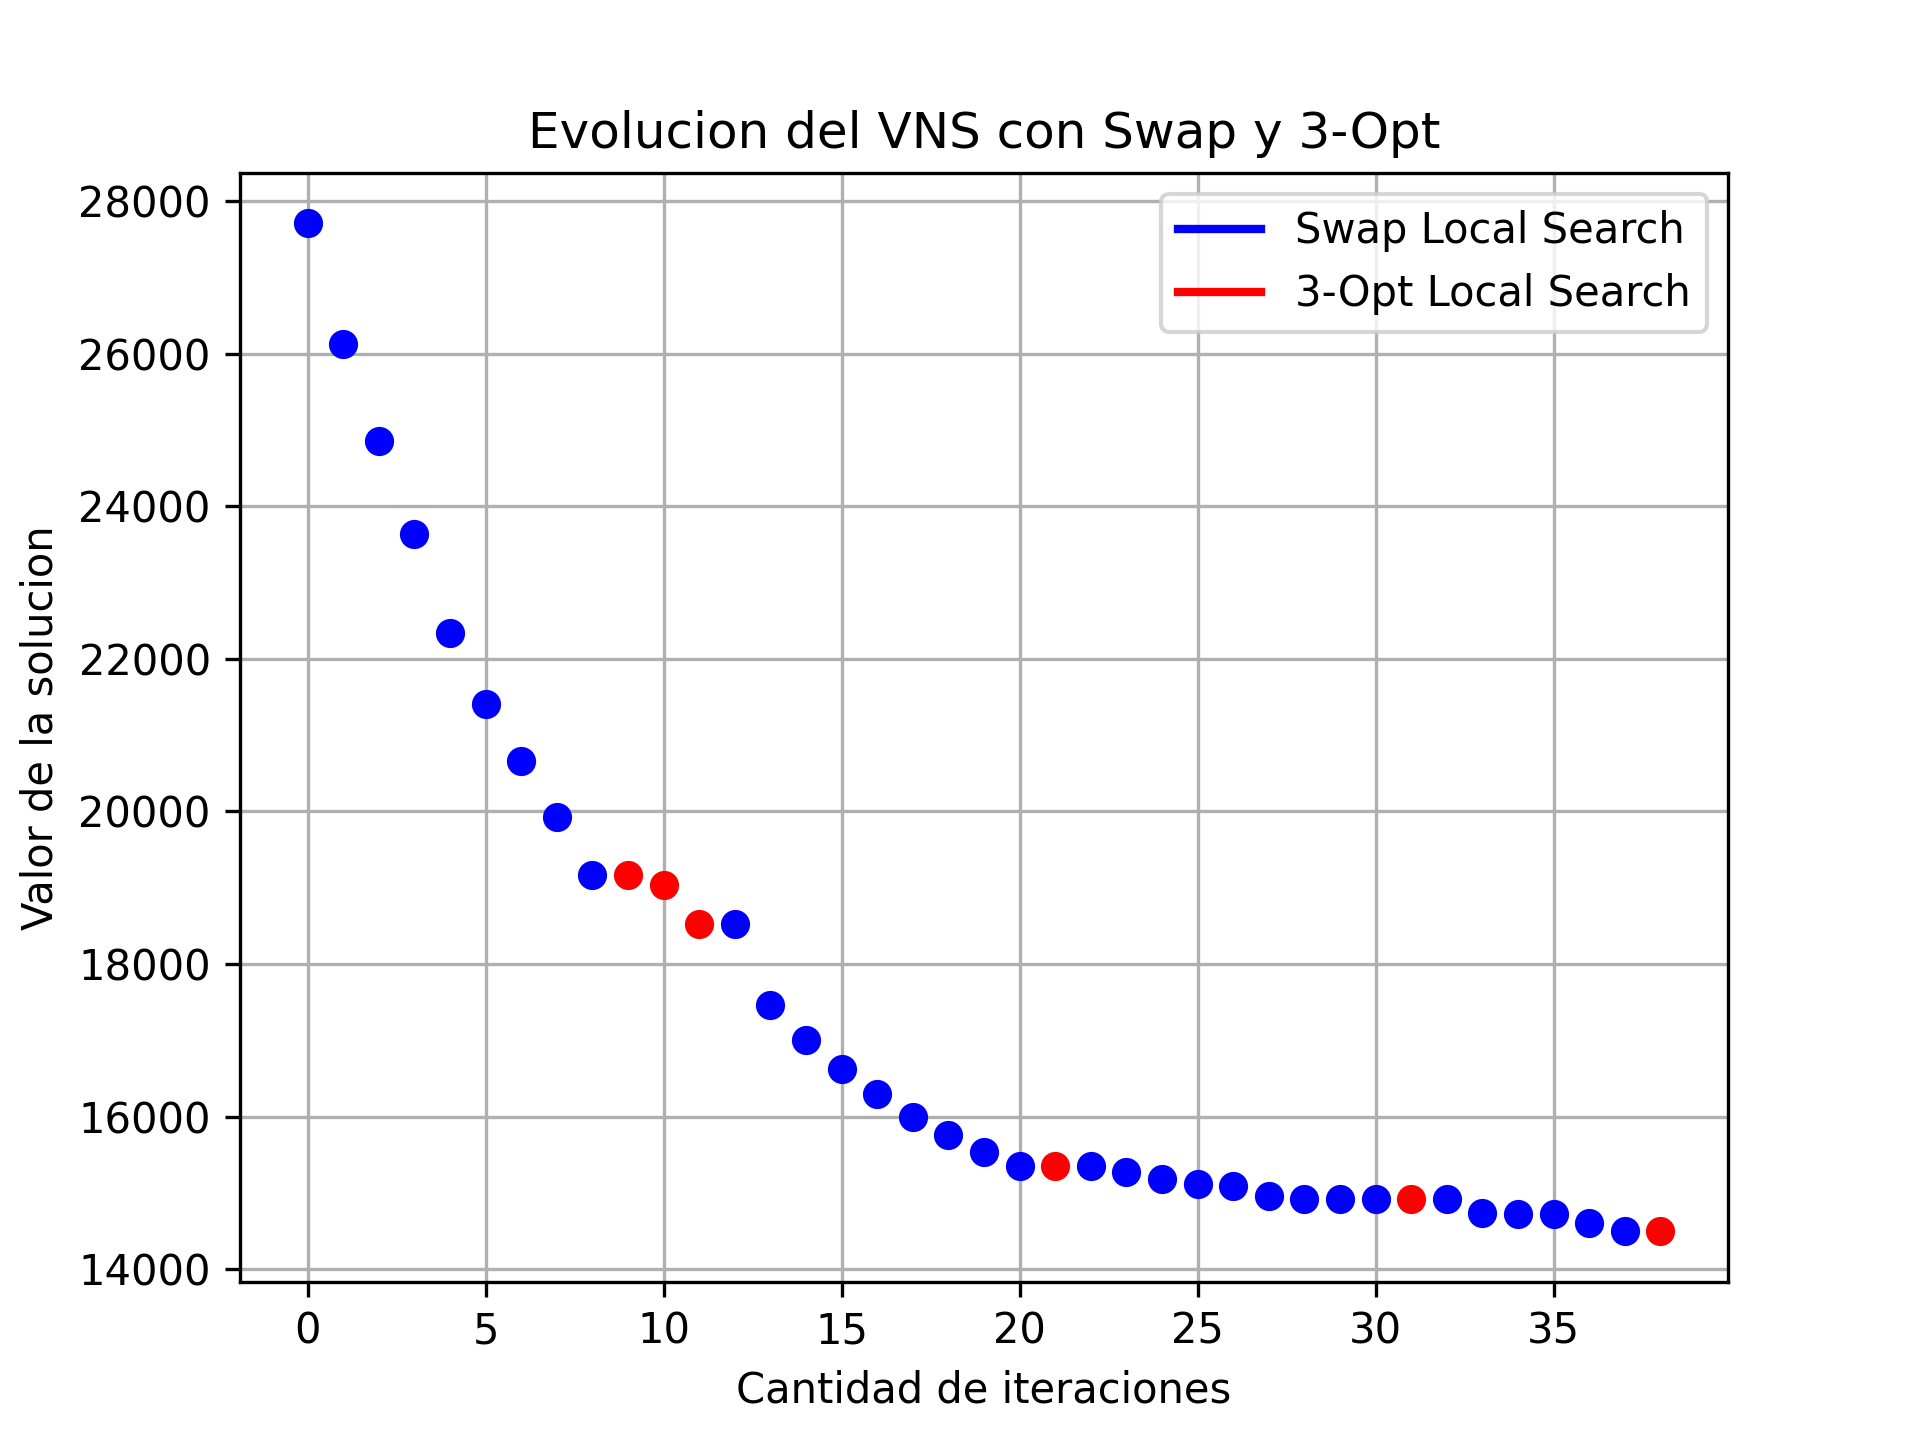 Evolucion del VNS con Swap y 3-Opt
Swap Local Search
3-Opt Local Search
Valor de la solucion
28000
26000
24000
22000
20000
18000
16000
14000
0 5 10 15 20 25 30 35
Cantidad de iteraciones